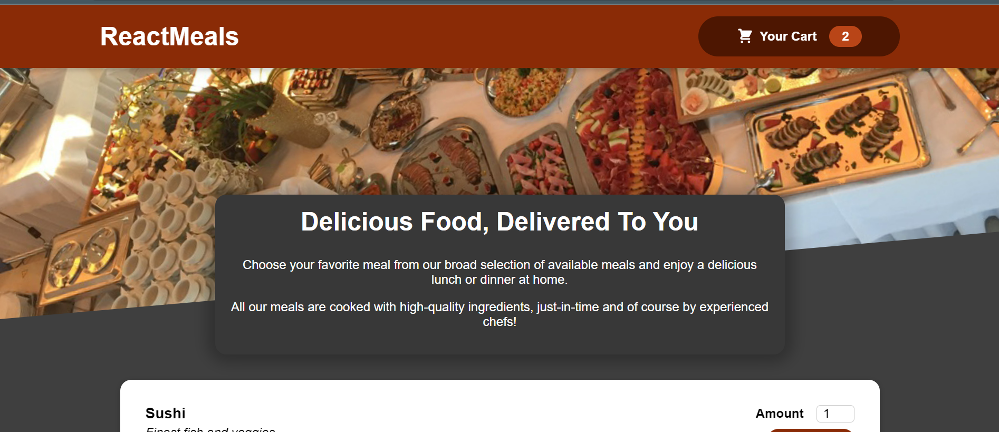 ReactMeals
Your Cart 2
Delicious Food, Delivered To You
Choose your favorite meal from our broad selection of available meals and enjoy a delicious
lunch or dinner at home.
All our meals are cooked with high-quality ingredients, just-in-time and of course by experienced
chefs!
Sushi
Amount 1
Finest fish and veggies